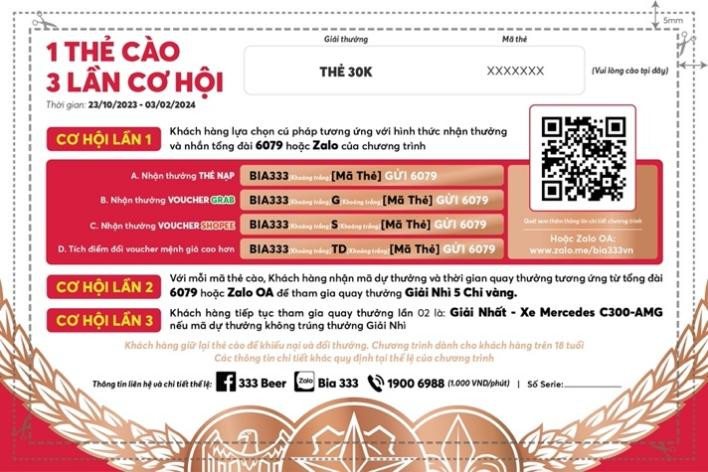 5mm
1 THẺ CÀO
3 LẦN CƠ HỘI
Thời gian: 23/10/2023 - 03/02/2024
Giải thưởng
Mã thẻ
THẺ 30K
XXXXXXX
(Vui lòng cào tại đây)
CƠ HỘI LẦN 1
Khách hàng lựa chọn cú pháp tương ứng với hình thức nhận thưởng
và nhắn tổng đài 6079 hoặc Zalo của chương trình
A. Nhận thưởng THẺ NẠP
BIA333 (Khoảng trắng) [Mã Thẻ] GỬI 6079
B. Nhận thưởng VOUCHER GRAB
BIA333 (Khoảng trắng) G (Khoảng trắng) [Mã Thẻ] GỬI 6079
C. Nhận thưởng VOUCHER SHOPEE
BIA333 (Khoảng trắng) S (Khoảng trắng) [Mã Thẻ] GỬI 6079
D. Tích điểm đổi voucher mệnh giá cao hơn
BIA333 (Khoảng trắng) TD (Khoảng trắng) [Mã Thẻ] GỬI 6079
Quét xem thêm thông tin chi tiết chương trình
Hoặc Zalo OA:
www.zalo.me/bia333vn
CƠ HỘI LẦN 2
Với mỗi mã thẻ cào, Khách hàng nhận mã dự thưởng và thời gian quay thưởng tương ứng từ tổng đài
6079 hoặc Zalo OA để tham gia quay thưởng Giải Nhì 5 Chỉ vàng.
CƠ HỘI LẦN 3
Khách hàng tiếp tục tham gia quay thưởng lần 02 là: Giải Nhất - Xe Mercedes C300-AMG
nếu mã dự thưởng không trúng thưởng Giải Nhì
Khách hàng giữ lại thẻ cào để khiếu nại và đổi thưởng. Chương trình dành cho khách hàng trên 18 tuổi
Các thông tin chi tiết khác quy định tại thể lệ của chương trình
Thông tin liên hệ và chi tiết thể lệ: 333 Beer Zalo Bia 333 1900 6988 (1.000 VND/phút) | Số Serie: